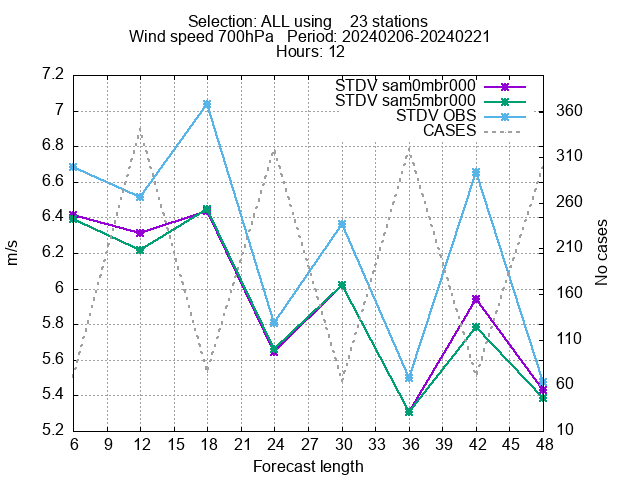 Selection: ALL using    23 stations
Wind speed 700hPa   Period: 20240206-20240221
Hours: 12
STDV sam0mbr000
STDV sam5mbr000
STDV OBS
CASES
7.2
7
6.8
6.6
6.4
6.2
6
5.8
5.6
5.4
5.2
m/s
360
310
260
210
160
110
60
10
No cases
6 9 12 15 18 21 24 27 30 33 36 39 42 45 48
Forecast length